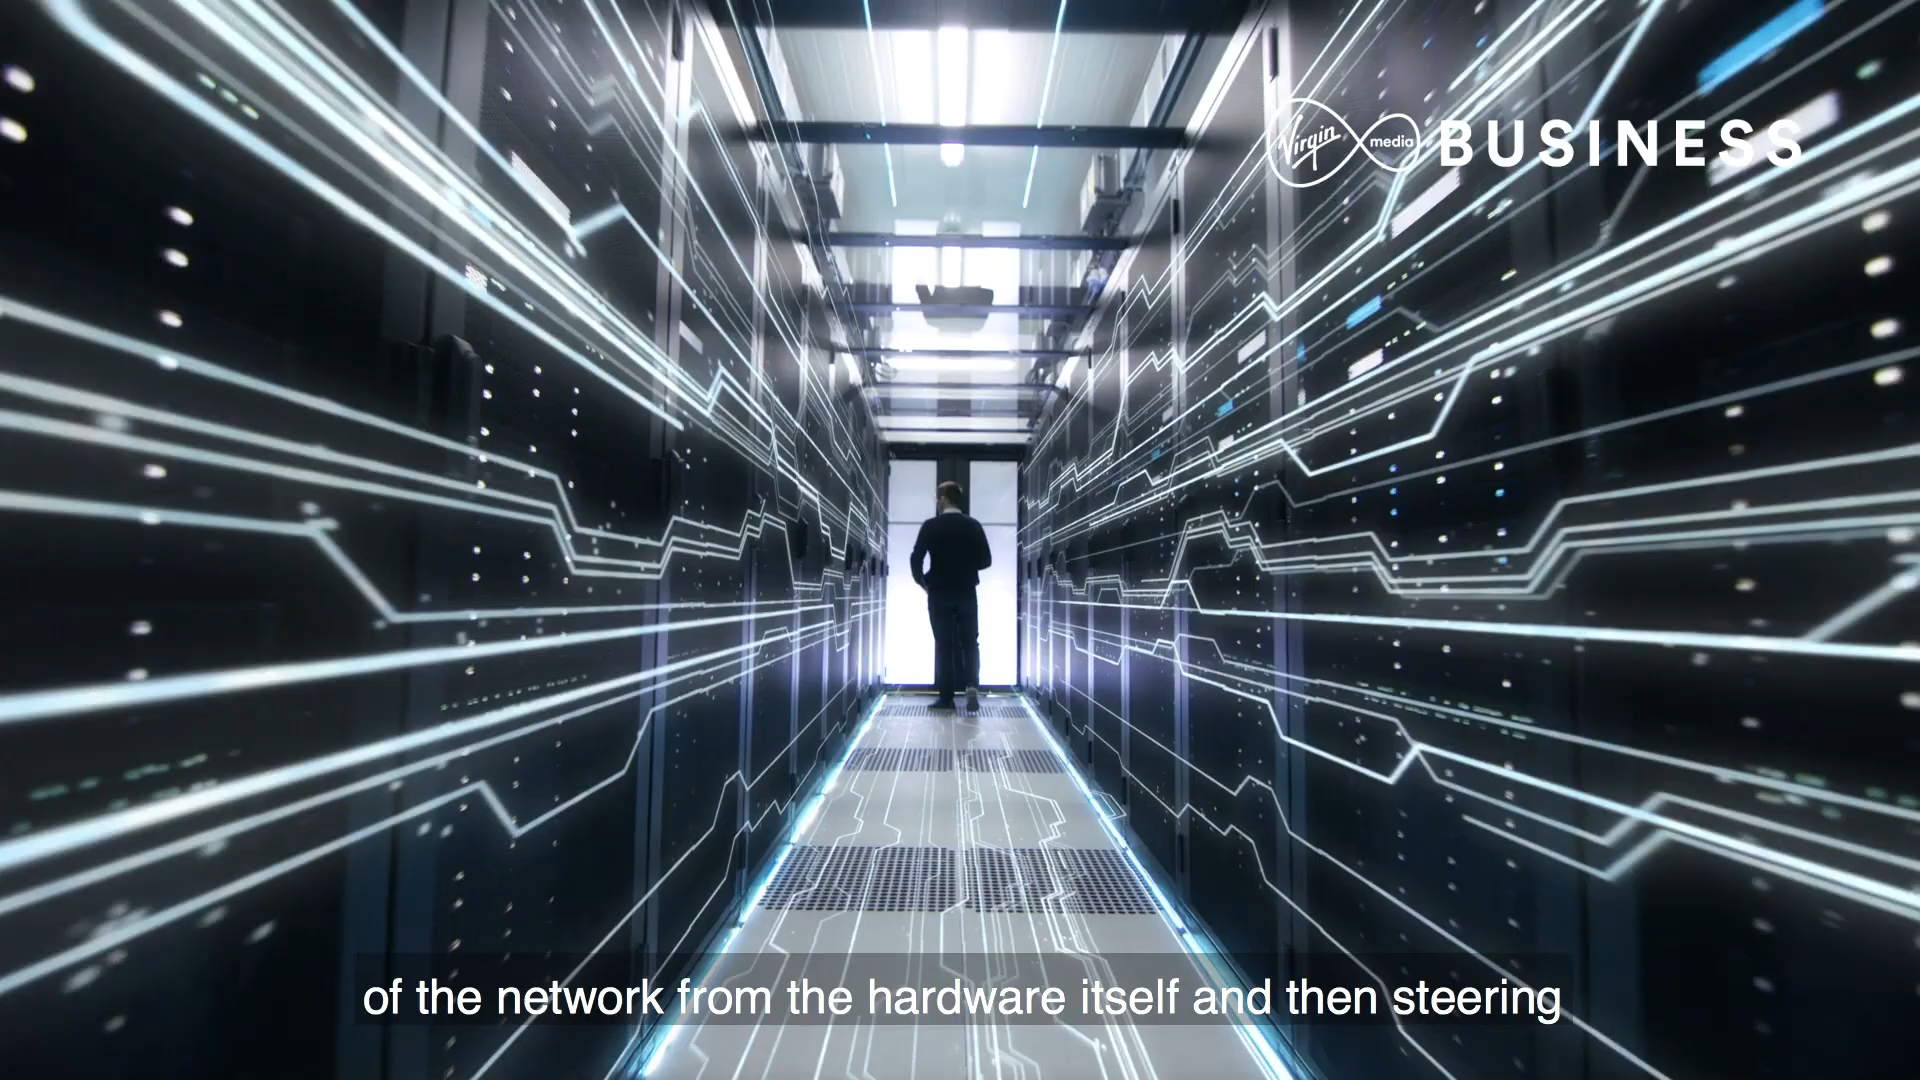 Virgin media BUSINESS
of the network from the hardware itself and then steering